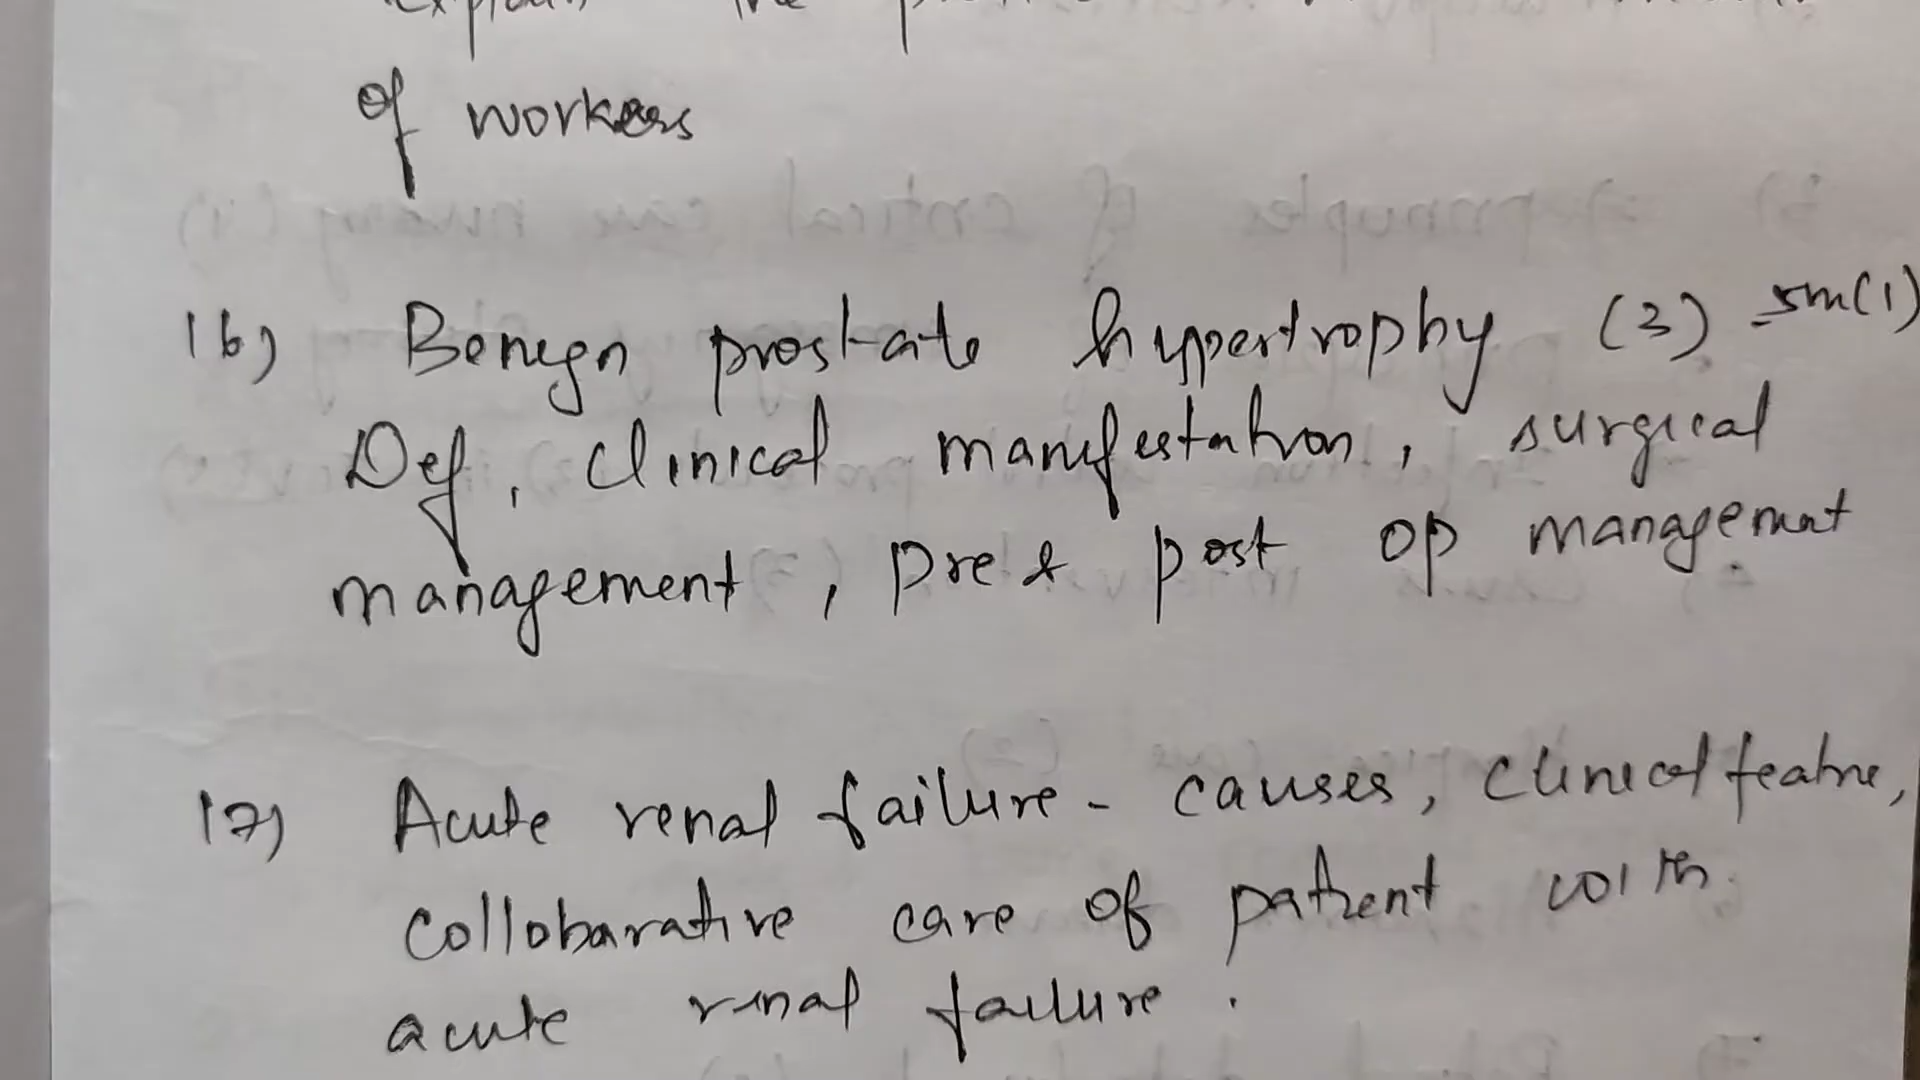 of workers
16) Benign prostate hyppertrophy (3) 5m(1)
Def, clinical manifestation, surgical
management, pre & post op management
17) Acute renal failure - causes, clinical feature,
collobarative care of patient with
acute renal failure.